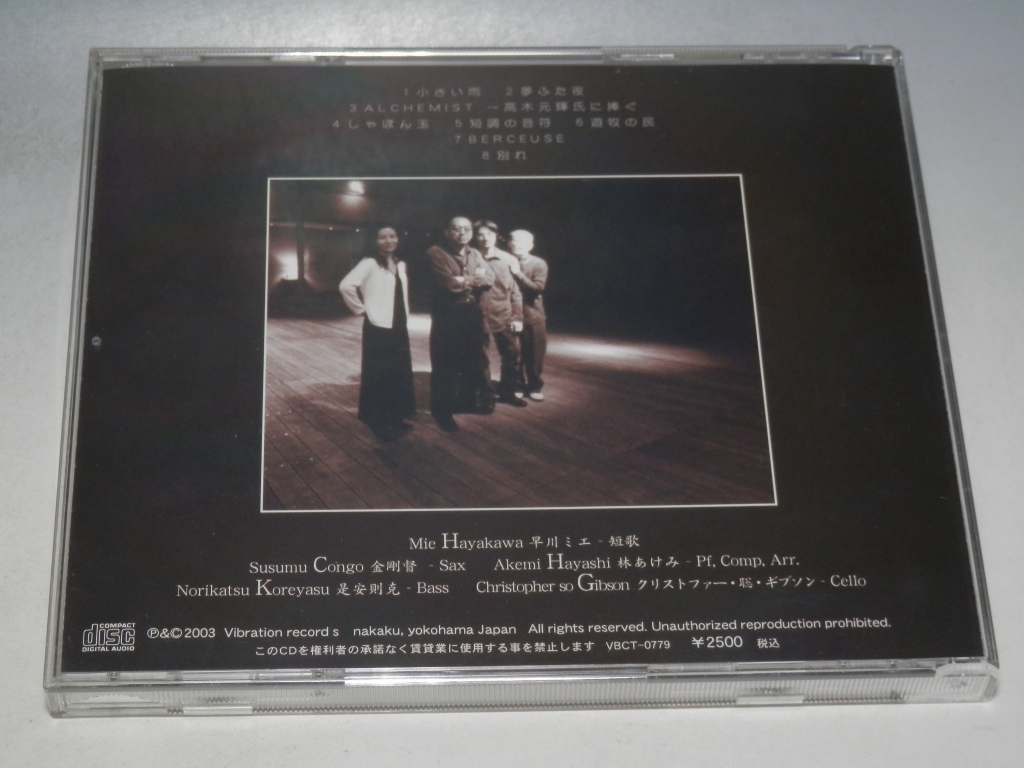 1 小さい雨 2 夢ふた夜
3 ALCHEMIST ～高木元輝氏に捧ぐ
4 しゃぼん玉 5 短調の音符 6 遊牧の民
7 BERCEUSE
8 別れ
Mie Hayakawa 早川ミエ - 短歌
Susumu Congo 金剛督 - Sax Akemi Hayashi 林あけみ - Pf, Comp, Arr.
Norikatsu Koreyasu 是安則克 - Bass Christopher so Gibson クリストファー・聡・ギブソン - Cello
COMPACT disc DIGITAL AUDIO ℗&©2003 Vibration record s nakaku, yokohama Japan All rights reserved. Unauthorized reproduction prohibited.
このCDを権利者の承諾なく賃貸業に使用する事を禁止します VBCT-0779 ¥2500 税込